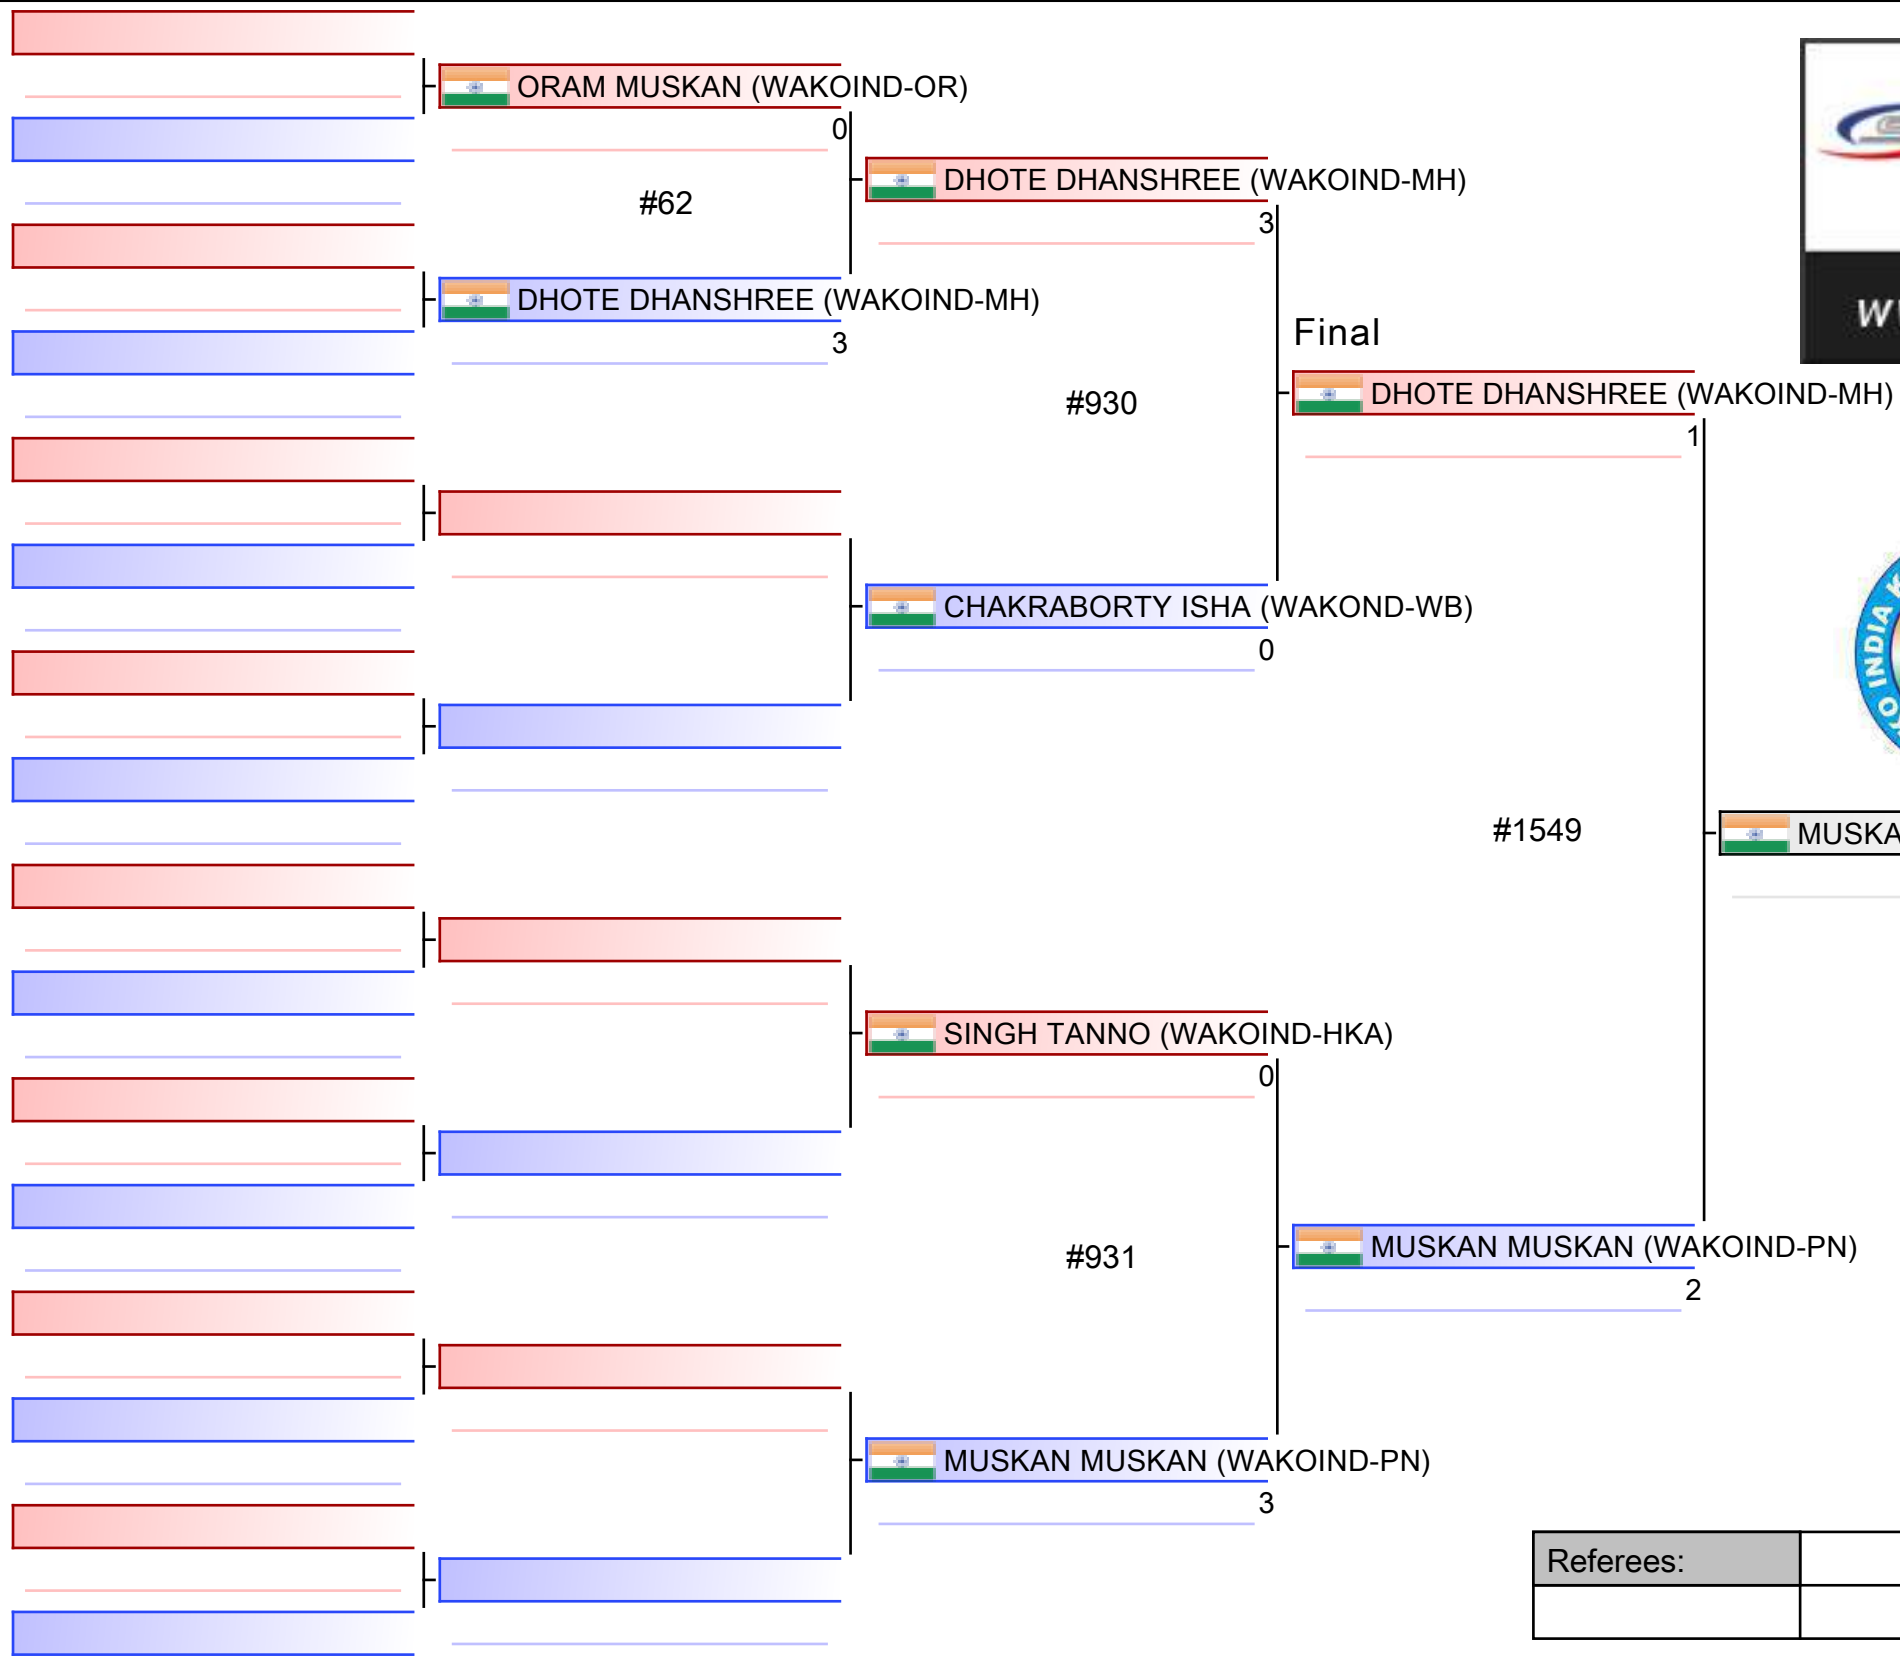 ORAM MUSKAN (WAKOIND-OR)
0
DHOTE DHANSHREE (WAKOIND-MH)
#62
3
DHOTE DHANSHREE (WAKOIND-MH)
3
Final
#930
DHOTE DHANSHREE (WAKOIND-MH)
1
CHAKRABORTY ISHA (WAKOND-WB)
0
INDIA
#1549
MUSKA
SINGH TANNO (WAKOIND-HKA)
0
#931
MUSKAN MUSKAN (WAKOIND-PN)
2
MUSKAN MUSKAN (WAKOIND-PN)
3
Referees: